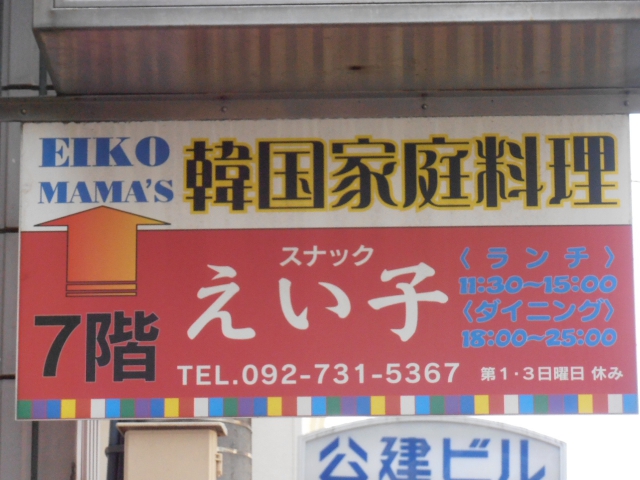 EIKO
MAMA'S
韓国家庭料理
スナック
えい子
〈ランチ〉
11:30〜15:00
〈ダイニング〉
18:00〜25:00
7階
TEL.092-731-5367
第1・3日曜日 休み
公建ビル